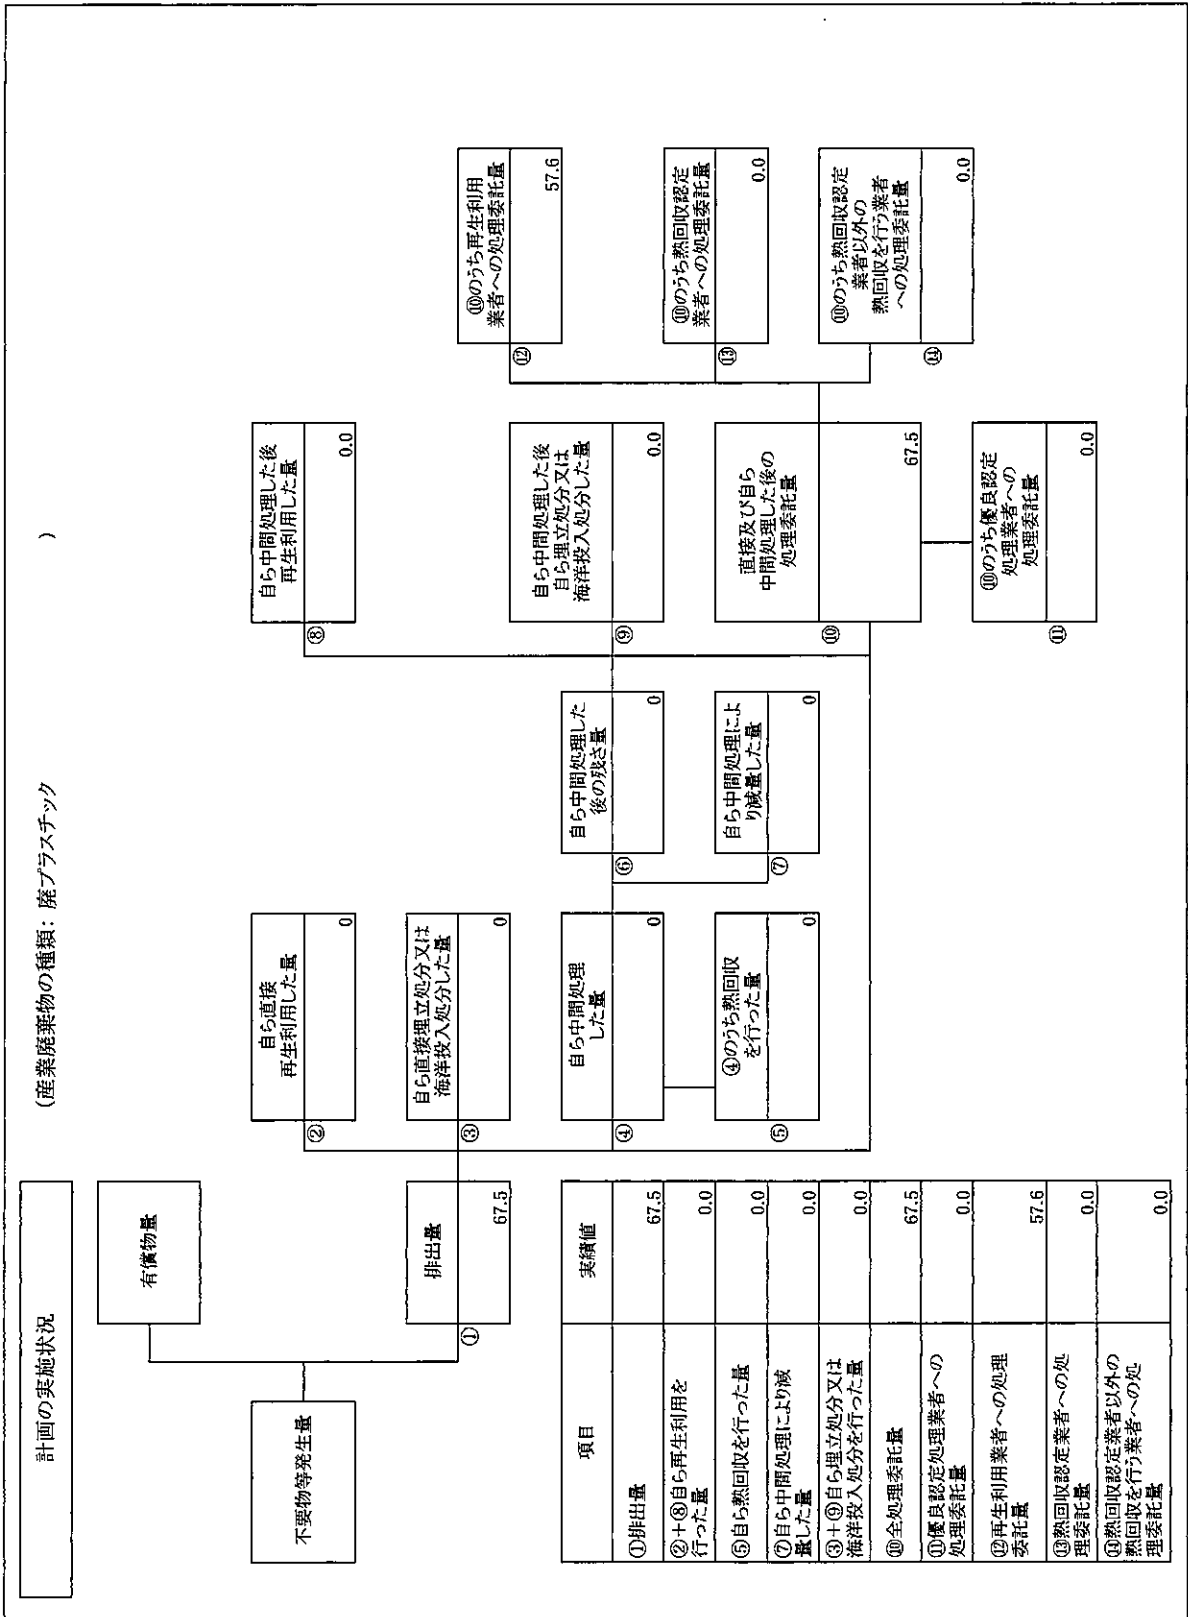 計画の実施状況
(産業廃棄物の種類: 廃プラスチック
)
不要物等発生量
有償物量
①
排出量
67.5
②
自ら直接
再生利用した量
0
③
自ら直接埋立処分又は
海洋投入処分した量
0
④
自ら中間処理
した量
0
⑤
④のうち熱回収
を行った量
0
⑥
自ら中間処理した
後の残さ量
0
⑦
自ら中間処理によ
り減量した量
0
⑧
自ら中間処理した後
再生利用した量
0.0
⑨
自ら中間処理した後
自ら埋立処分又は
海洋投入処分した量
0.0
⑩
直接及び自ら
中間処理した後の
処理委託量
67.5
⑪
⑩のうち優良認定
処理業者への
処理委託量
0.0
⑫
⑩のうち再生利用
業者への処理委託量
57.6
⑬
⑩のうち熱回収認定
業者への処理委託量
0.0
⑭
⑩のうち熱回収認定
業者以外の
熱回収を行う業者
への処理委託量
0.0
項目
実績値
①排出量
67.5
②+⑧自ら再生利用を
行った量
0.0
⑤自ら熱回収を行った量
0.0
⑦自ら中間処理により減
量した量
0.0
③+⑨自ら埋立処分又は
海洋投入処分を行った量
0.0
⑩全処理委託量
67.5
⑪優良認定処理業者への
処理委託量
0.0
⑫再生利用業者への処理
委託量
57.6
⑬熱回収認定業者への処
理委託量
0.0
⑭熱回収認定業者以外の
熱回収を行う業者への処
理委託量
0.0